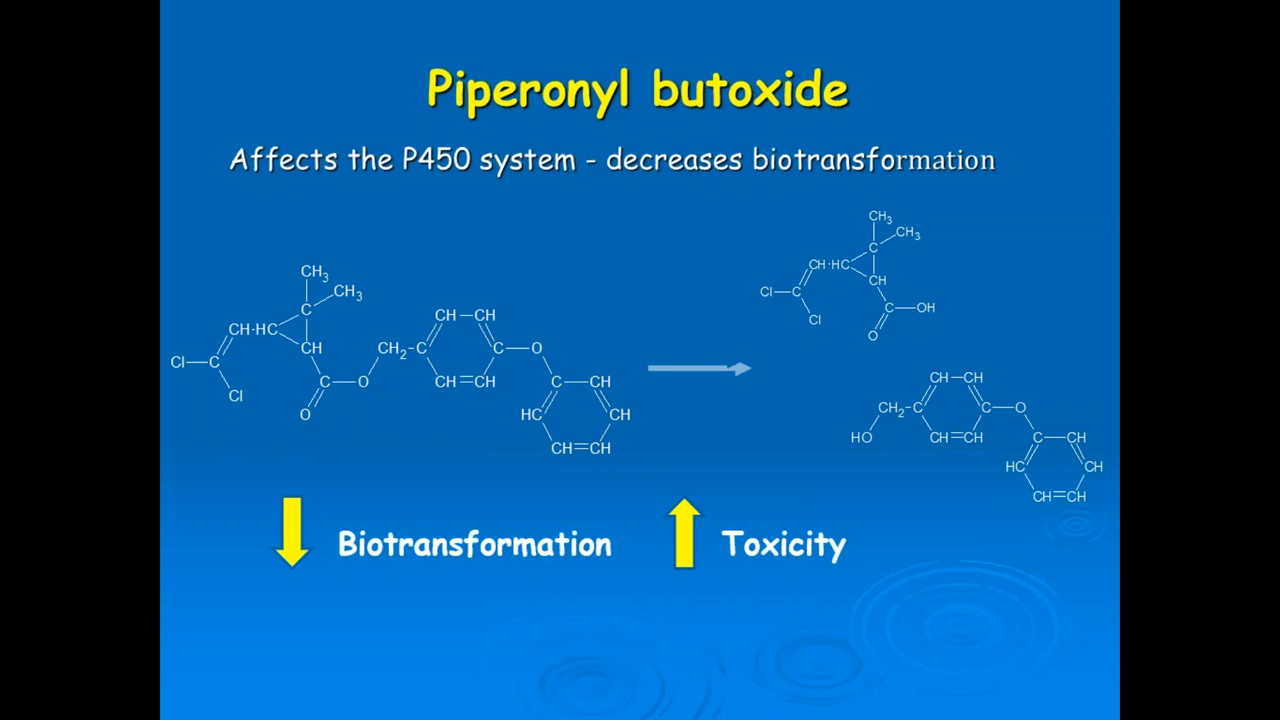 Piperonyl butoxide
Affects the P450 system - decreases biotransformation
CH3
CH3
C
CH·HC
CH
Cl—C
Cl
C—O
O
CH2-C
CH—CH
C—O
CH=CH
C—CH
HC
CH
CH=CH
CH3
CH3
C
CH·HC
CH
Cl—C
Cl
C—OH
O
CH—CH
CH2-C
C—O
HO
CH=CH
C—CH
HC
CH
CH=CH
Biotransformation
Toxicity